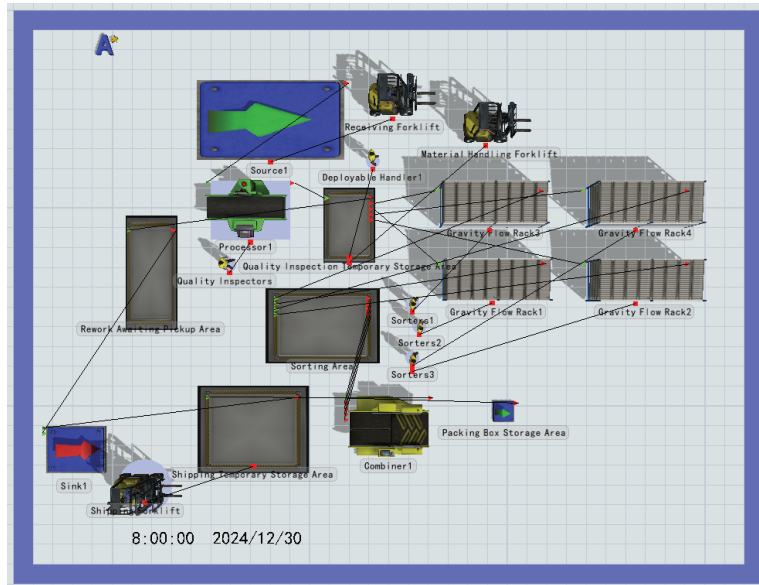 A
Receiving Forklift
Material Handling Forklift
Source1
Deployable Handler1
Gravity Flow Rack3
Gravity Flow Rack4
Processor1
Quality Inspection Temporary Storage Area
Quality Inspectors
Gravity Flow Rack1
Gravity Flow Rack2
Sorters1
Rework Awaiting Pickup Area
Sorters2
Sorting Area
Sorters3
Packing Box Storage Area
Combiner1
Shipping Temporary Storage Area
Sink1
Shipping Forklift
8:00:00 2024/12/30